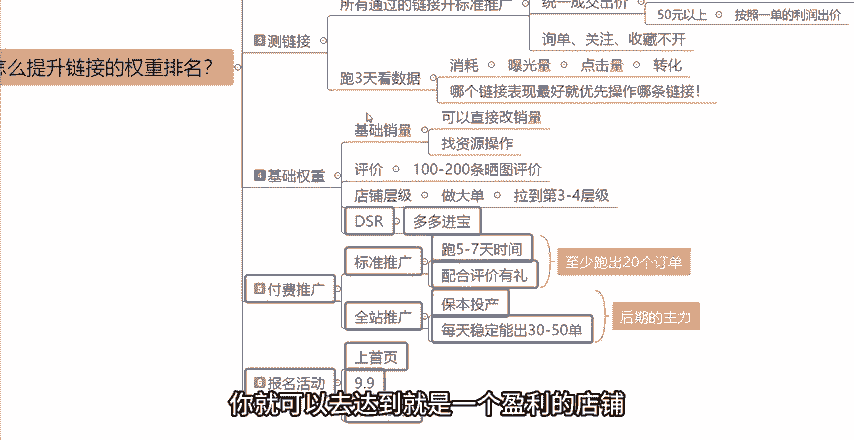 怎么提升链接的权重排名？
测链接
所有通过的链接开标准推广
统一成交出价
50元以上
按照一单的利润出价
询单、关注、收藏不开
跑3天看数据
消耗
曝光量
点击量
转化
哪个链接表现最好就优先操作哪条链接！
4 基础权重
基础销量
可以直接改销量
找资源操作
评价
100-200条晒图评价
店铺层级
做大单
拉到第3-4层级
DSR
多多进宝
付费推广
标准推广
跑5-7天时间
配合评价有礼
至少跑出20个订单
全站推广
保本投产
每天稳定能出30-50单
后期的主力
报名活动
上首页
9.9
你就可以去达到就是一个盈利的店铺